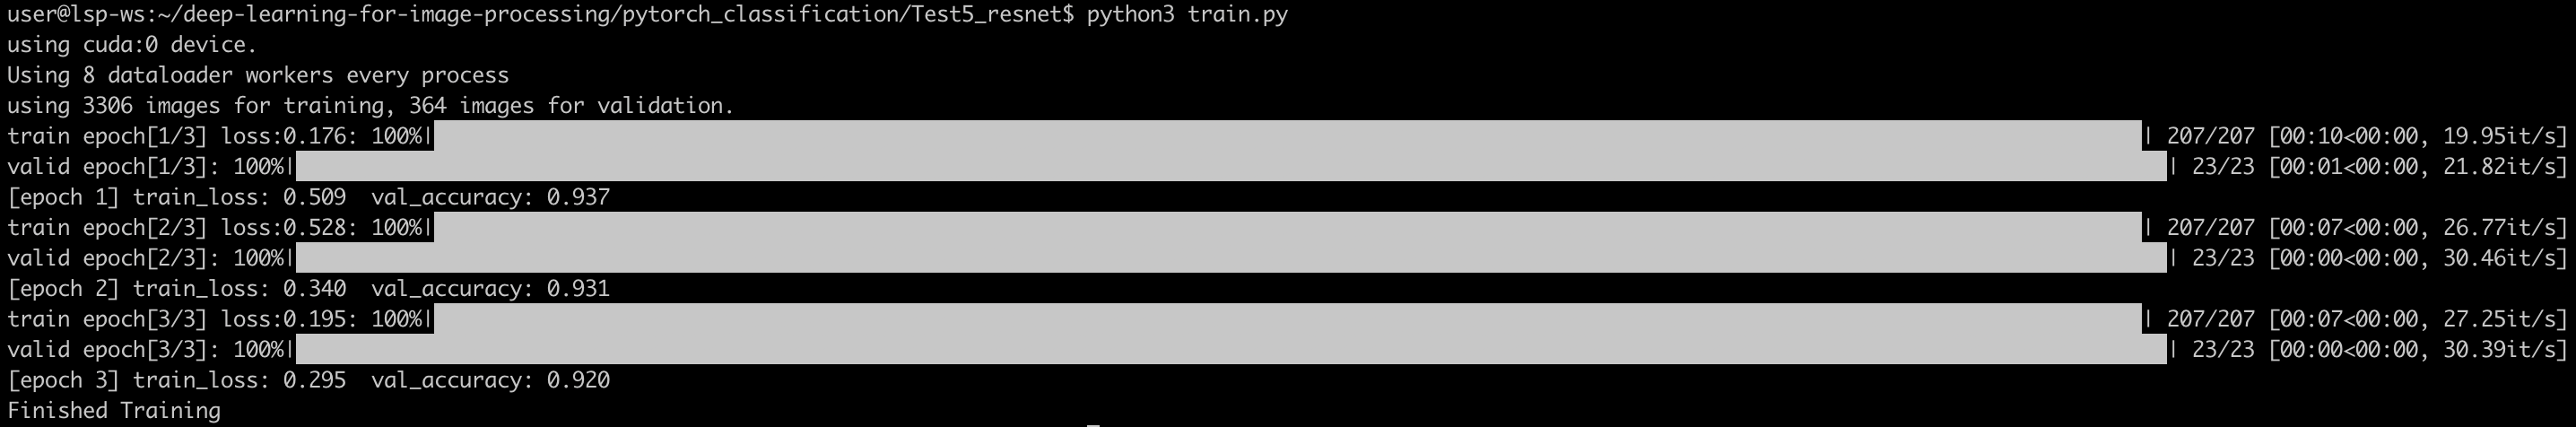 user@lsp-ws:~/deep-learning-for-image-processing/pytorch_classification/Test5_resnet$ python3 train.py
using cuda:0 device.
Using 8 dataloader workers every process
using 3306 images for training, 364 images for validation.
train epoch[1/3] loss:0.176: 100%|| 207/207 [00:10<00:00, 19.95it/s]
valid epoch[1/3]: 100%|| 23/23 [00:01<00:00, 21.82it/s]
[epoch 1] train_loss: 0.509  val_accuracy: 0.937
train epoch[2/3] loss:0.528: 100%|| 207/207 [00:07<00:00, 26.77it/s]
valid epoch[2/3]: 100%|| 23/23 [00:00<00:00, 30.46it/s]
[epoch 2] train_loss: 0.340  val_accuracy: 0.931
train epoch[3/3] loss:0.195: 100%|| 207/207 [00:07<00:00, 27.25it/s]
valid epoch[3/3]: 100%|| 23/23 [00:00<00:00, 30.39it/s]
[epoch 3] train_loss: 0.295  val_accuracy: 0.920
Finished Training